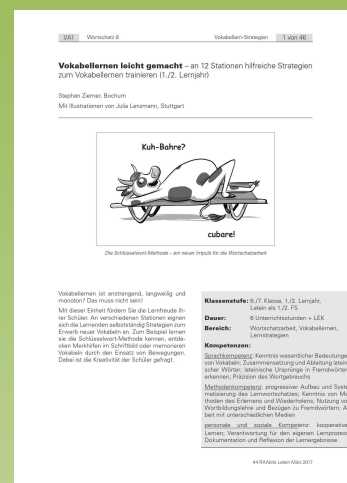 I/A1 Wortschatz 8 Vokabellern-Strategien 1 von 46
Vokabellernen leicht gemacht – an 12 Stationen hilfreiche Strategien
zum Vokabellernen trainieren (1./2. Lernjahr)
Stephan Ziemer, Bochum
Mit Illustrationen von Julia Lenzmann, Stuttgart
Kuh-Bahre?
cubare!
Die Schlüsselwort-Methode – ein neuer Impuls für die Wortschatzarbeit
Vokabellernen ist anstrengend, langweilig und
monoton? Das muss nicht sein!
Mit dieser Einheit fördern Sie die Lernfreude Ih-
rer Schüler. An verschiedenen Stationen eignen
sich die Lernenden selbstständig Strategien zum
Erwerb neuer Vokabeln an. Zum Beispiel lernen
sie die Schlüsselwort-Methode kennen, entde-
cken Merkhilfen im Schriftbild oder memorieren
Vokabeln durch den Einsatz von Bewegungen.
Dabei ist die Kreativität der Schüler gefragt.
Klassenstufe: 6./7. Klasse, 1./2. Lernjahr,
Latein als 1./2. FS
Dauer: 6 Unterrichtsstunden + LEK
Bereich: Wortschatzarbeit, Vokabellernen,
Lernstrategien
Kompetenzen:
Sprachkompetenz: Kenntnis wesentlicher Bedeutunge
von Vokabeln; Zusammensetzung und Ableitung latein
scher Wörter; lateinische Ursprünge in Fremdwörter
erkennen; Präzision des Wortgebrauchs
Methodenkompetenz: progressiver Aufbau und Syste
matisierung des Lernwortschatzes; Kenntnis von Me
thoden des Erlernens und Wiederholens; Nutzung vo
Wortbildungslehre und Bezügen zu Fremdwörtern; A
beit mit unterschiedlichen Medien
personale und soziale Kompetenz: kooperative
Lernen; Verantwortung für den eigenen Lernprozess
Dokumentation und Reflexion der Lernergebnisse
44 RAAbits Latein März 2017